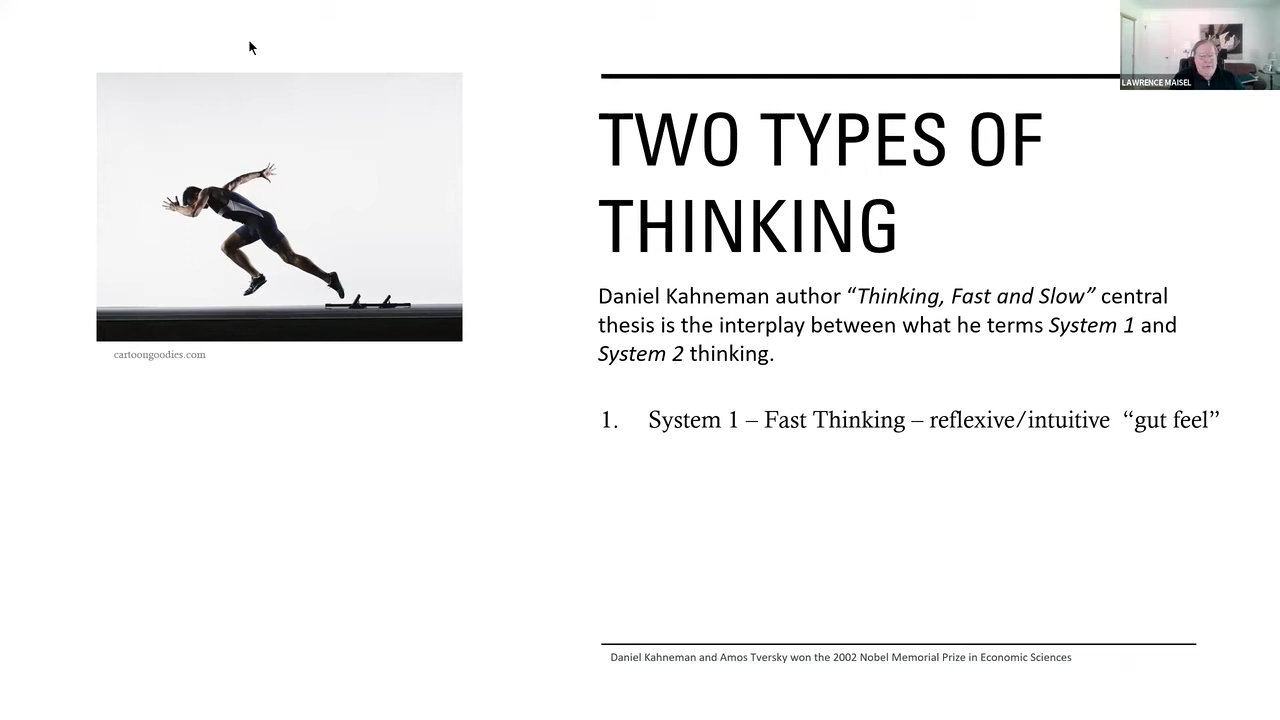 LAWRENCE MAISEL
TWO TYPES OF
THINKING
Daniel Kahneman author “Thinking, Fast and Slow” central
thesis is the interplay between what he terms System 1 and
System 2 thinking.
cartoongoodies.com
1. System 1 – Fast Thinking – reflexive/intuitive “gut feel”
Daniel Kahneman and Amos Tversky won the 2002 Nobel Memorial Prize in Economic Sciences